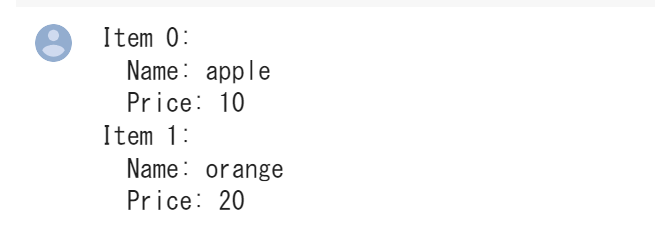 Item 0:
  Name: apple
  Price: 10
Item 1:
  Name: orange
  Price: 20